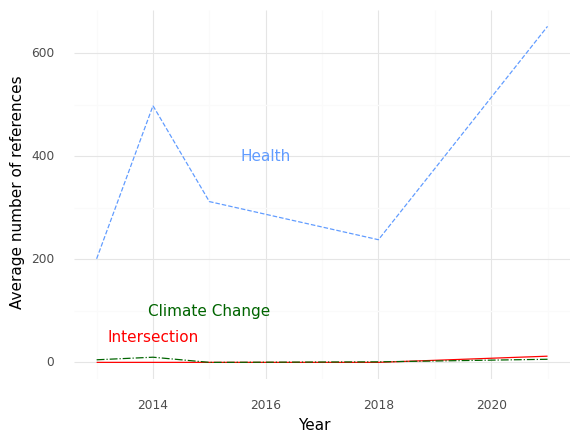 600
400
200
0
Average number of references
Health
Climate Change
Intersection
2014 2016 2018 2020
Year